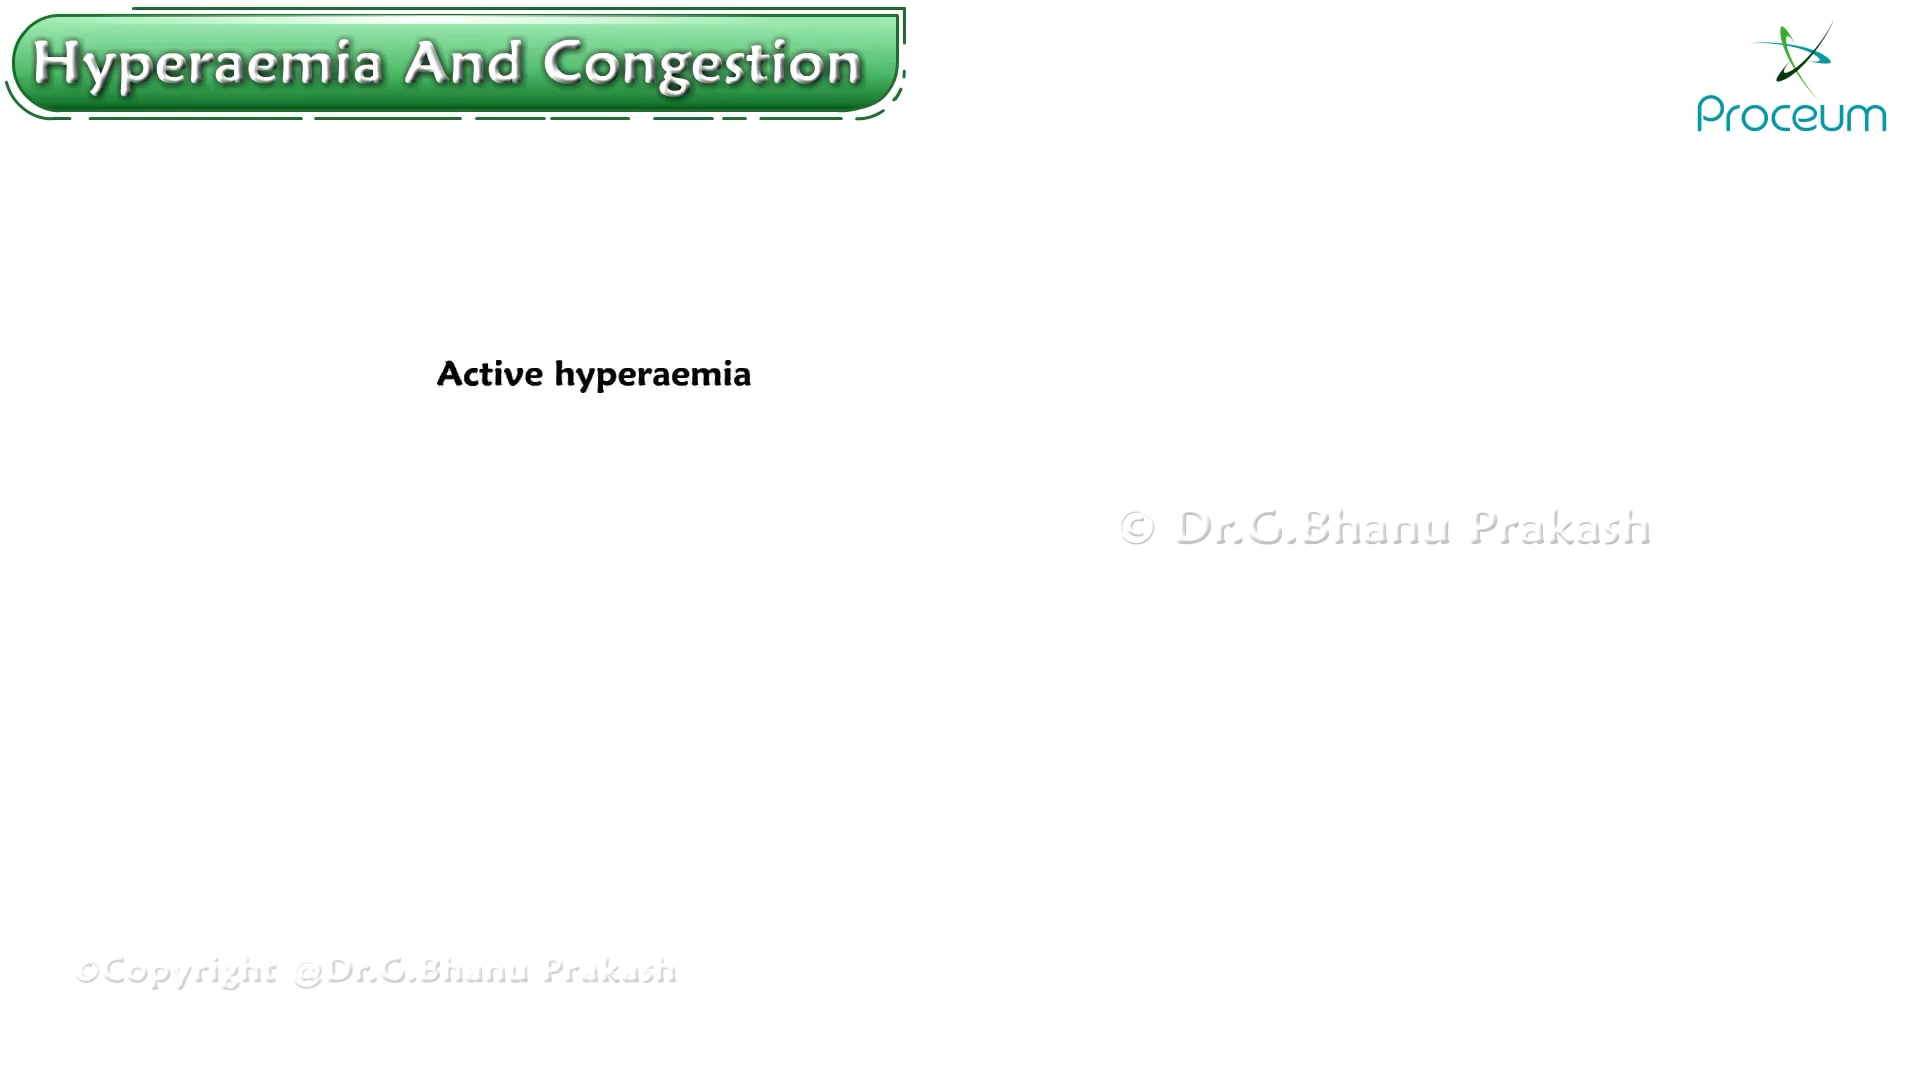 Hyperaemia And Congestion
Proceum
Active hyperaemia
© Dr.G.Bhanu Prakash
©Copyright @Dr.G.Bhanu Prakash